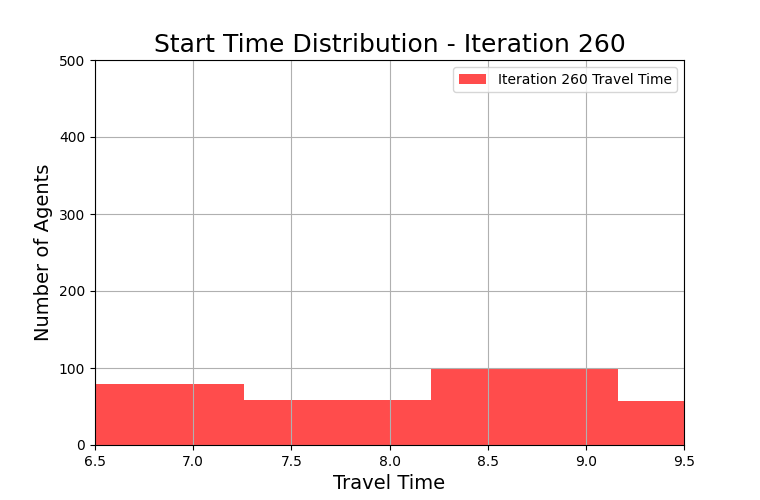 Start Time Distribution - Iteration 260
Iteration 260 Travel Time
Number of Agents
500
400
300
200
100
0
6.5 7.0 7.5 8.0 8.5 9.0 9.5
Travel Time